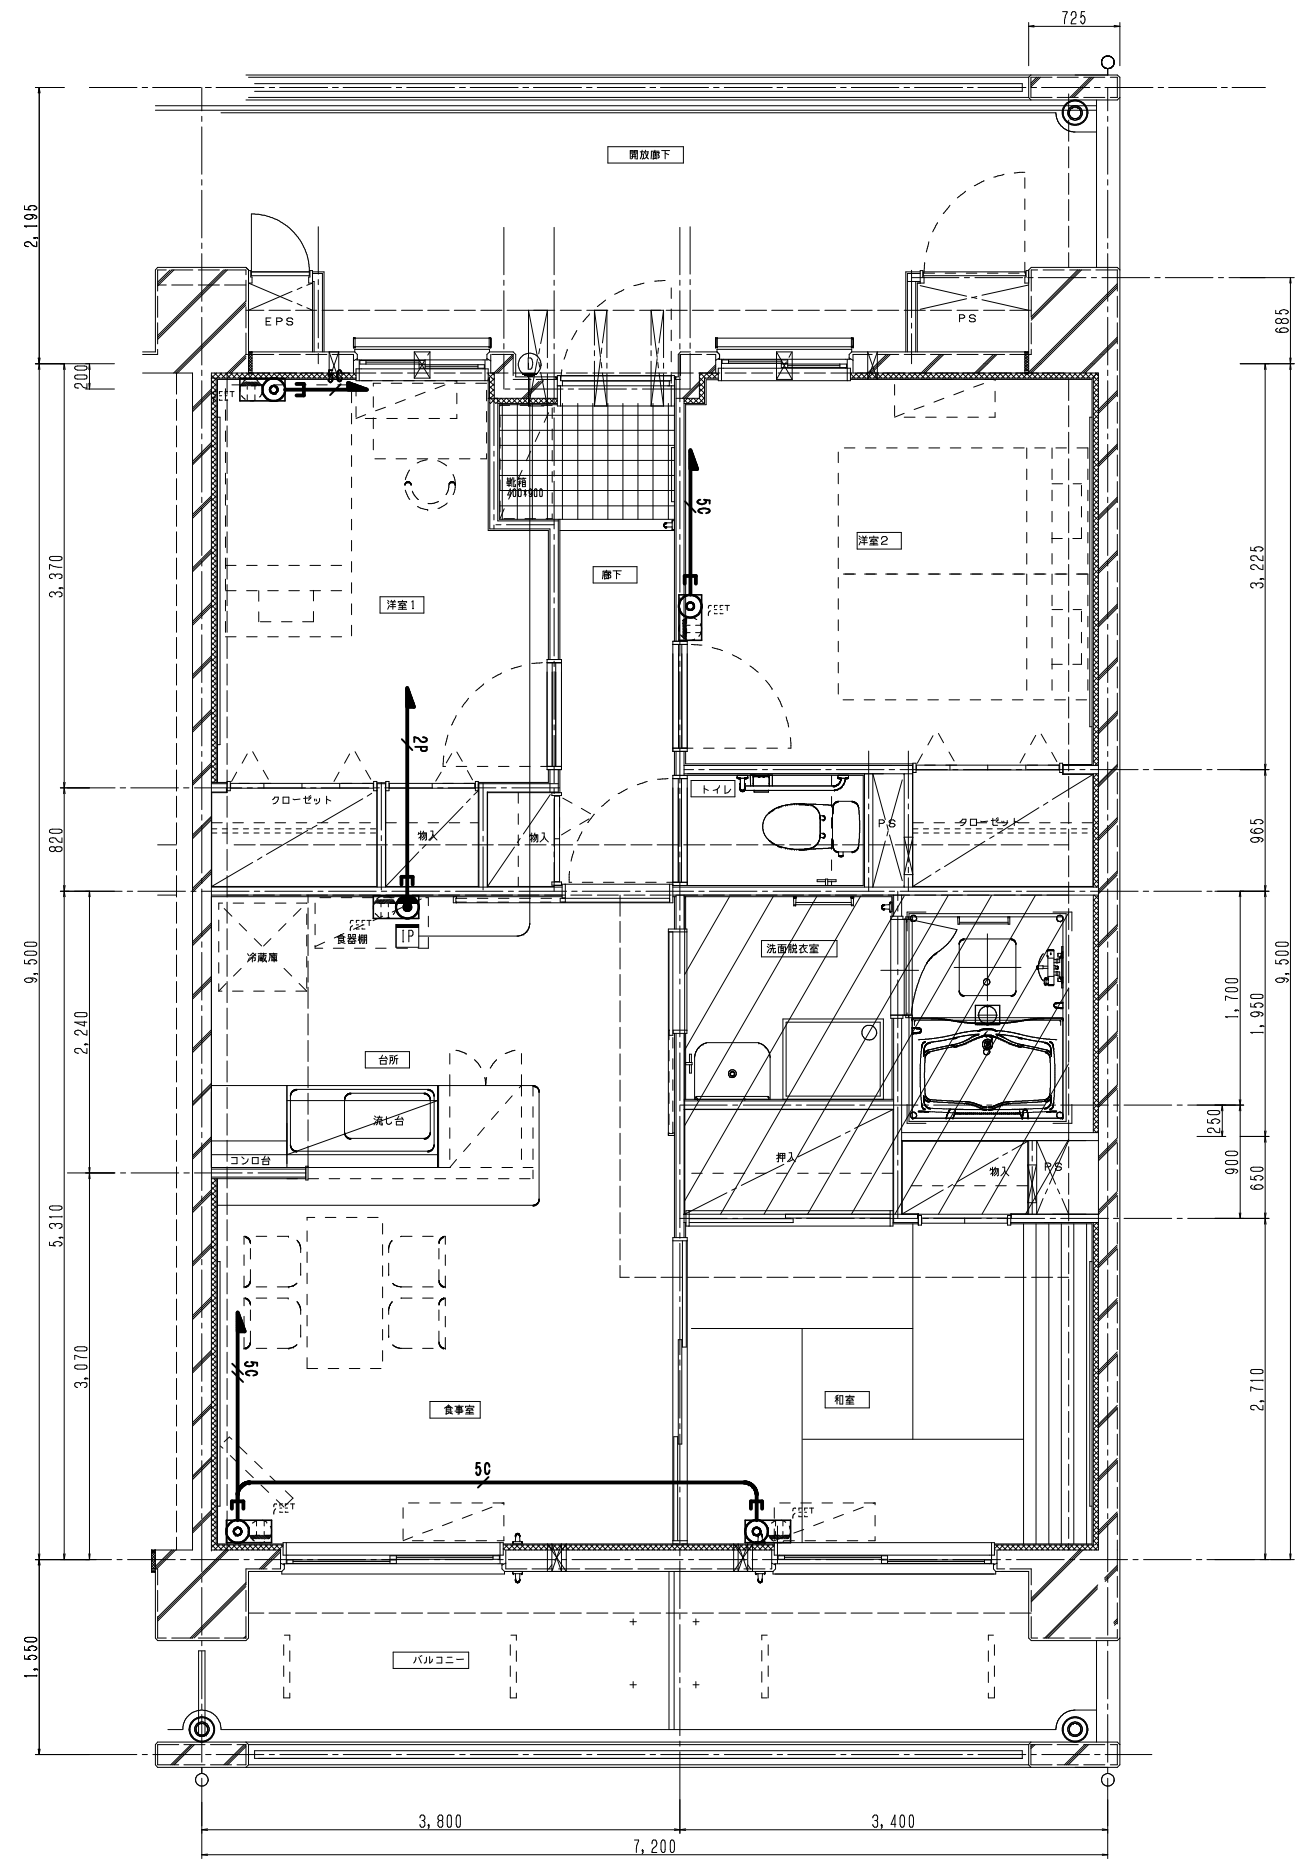 725
開放廊下
2,195
EPS
PS
685
200
5C
D
靴箱
400*900
5C
洋室2
廊下
洋室1
3,370
3,225
2P
クローゼット
物入
物入
トイレ
PS
クローゼット
820
965
IP
食器棚
冷蔵庫
洗面脱衣室
9,500
9,500
2,240
1,700
1,950
台所
流し台
コンロ台
押入
物入
PS
250
900
650
5,310
3,070
5C
食事室
和室
2,710
5C
1,550
バルコニー
3,800
3,400
7,200